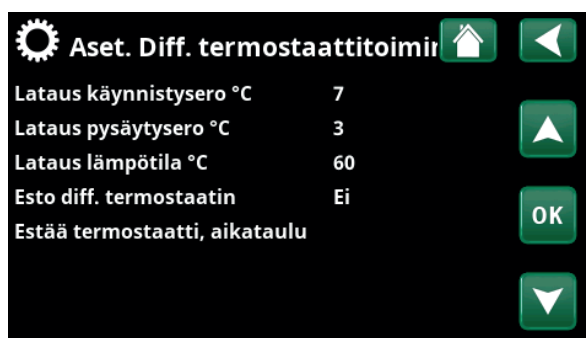 Aset. Diff. termostaattitoimin
Lataus käynnistysero °C 7
Lataus pysäytysero °C 3
Lataus lämpötila °C 60
Esto diff. termostaatin Ei
Estää termostaatti, aikataulu
OK